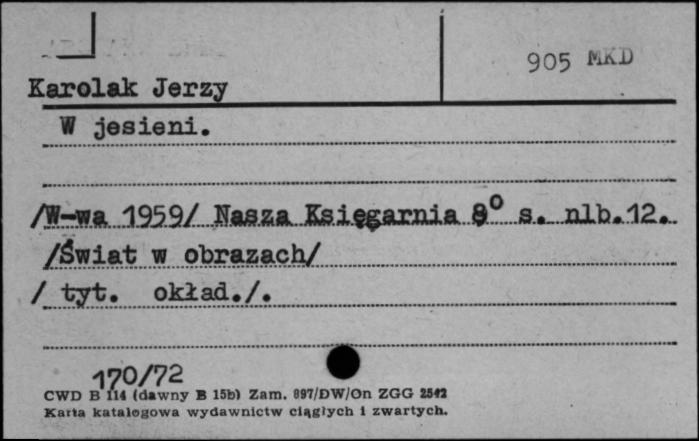 905 MKD
Karolak Jerzy
W jesieni.
/W-wa 1959/ Nasza Księgarnia 8° s. nlb.12.
/Świat w obrazach/
/ tyt. okład./.
170/72
CWD B 114 (dawny B 15b) Zam. 897/DW/On ZGG 2542
Karta katalogowa wydawnictw ciągłych i zwartych.